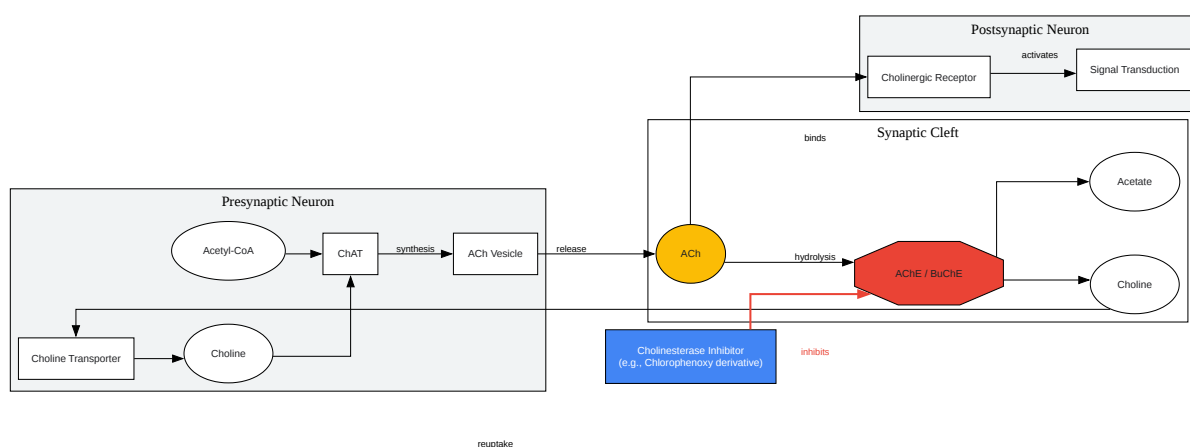 Postsynaptic Neuron
Cholinergic Receptor
activates
Signal Transduction
Synaptic Cleft
binds
Acetate
Presynaptic Neuron
Acetyl-CoA
ChAT
synthesis
ACh Vesicle
release
ACh
hydrolysis
AChE / BuChE
Choline
Choline Transporter
Choline
Cholinesterase Inhibitor
(e.g., Chlorophenoxy derivative)
inhibits
reuptake